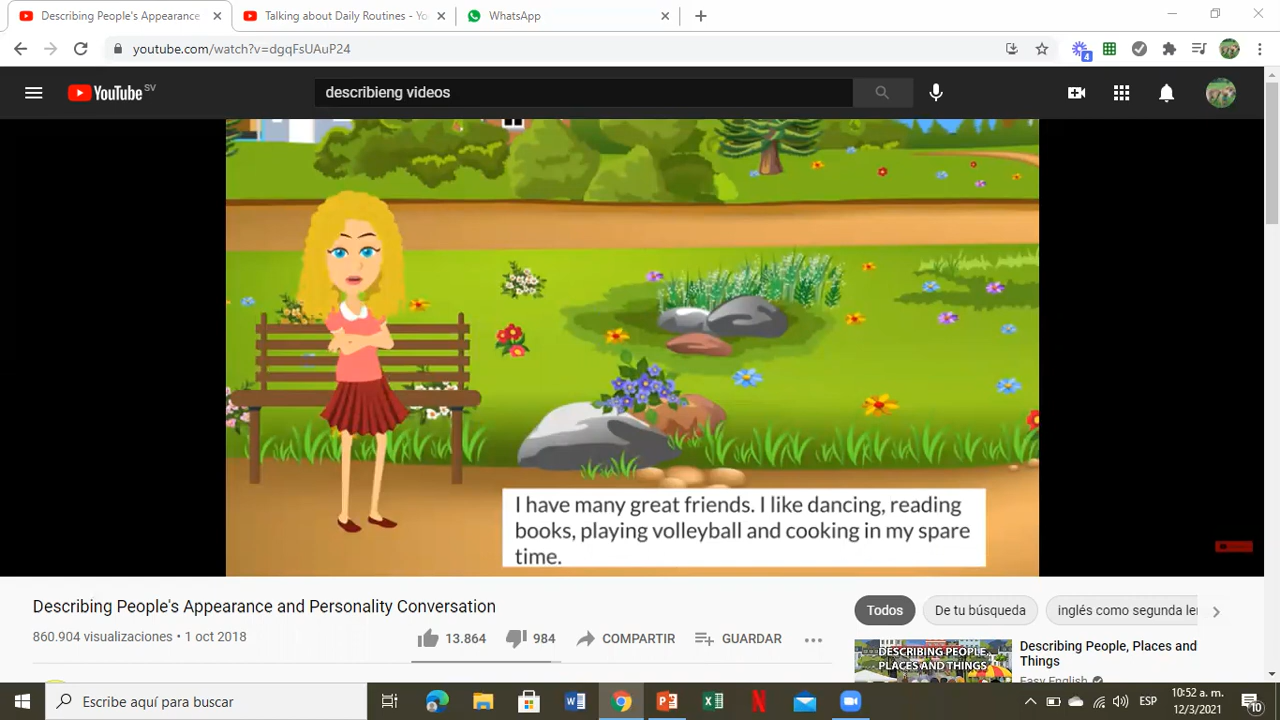 Describing People's Appearance
Talking about Daily Routines - Yo
WhatsApp
youtube.com/watch?v=dgqFsUAuP24
4
YouTube SV
describieng videos
I have many great friends. I like dancing, reading
books, playing volleyball and cooking in my spare
time.
Describing People's Appearance and Personality Conversation
860.904 visualizaciones • 1 oct 2018
13.864
984
COMPARTIR
GUARDAR
Todos
De tu búsqueda
inglés como segunda le
DESCRIBING PEOPLE,
PLACES AND THINGS
Describing People, Places and
Things
Easy English
Escribe aquí para buscar
ESP
10:52 a. m.
12/3/2021
10